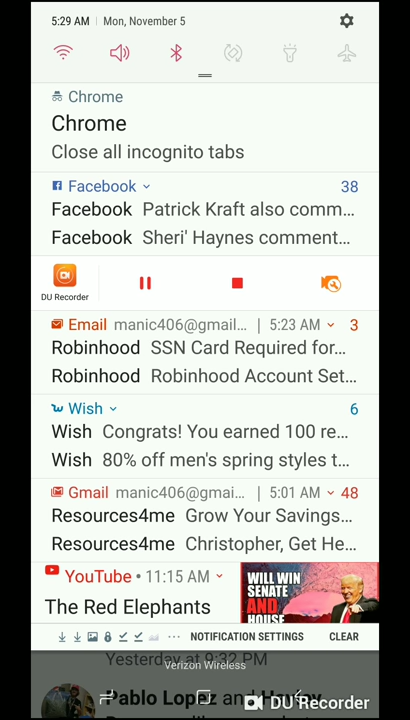 5:29 AM | Mon, November 5
Chrome
Chrome
Close all incognito tabs
Facebook 38
Facebook Patrick Kraft also comm...
Facebook Sheri' Haynes comment...
DU Recorder
Email manic406@gmail... | 5:23 AM 3
Robinhood SSN Card Required for...
Robinhood Robinhood Account Set...
Wish 6
Wish Congrats! You earned 100 re...
Wish 80% off men's spring styles t...
Gmail manic406@gmai... | 5:01 AM 48
Resources4me Grow Your Savings...
Resources4me Christopher, Get He...
YouTube • 11:15 AM
The Red Elephants
WILL WIN
SENATE
AND
HOUSE
NOTIFICATION SETTINGS CLEAR
Yesterday at 9:32 PM
Verizon Wireless
Pablo Lopez and
DU Recorder